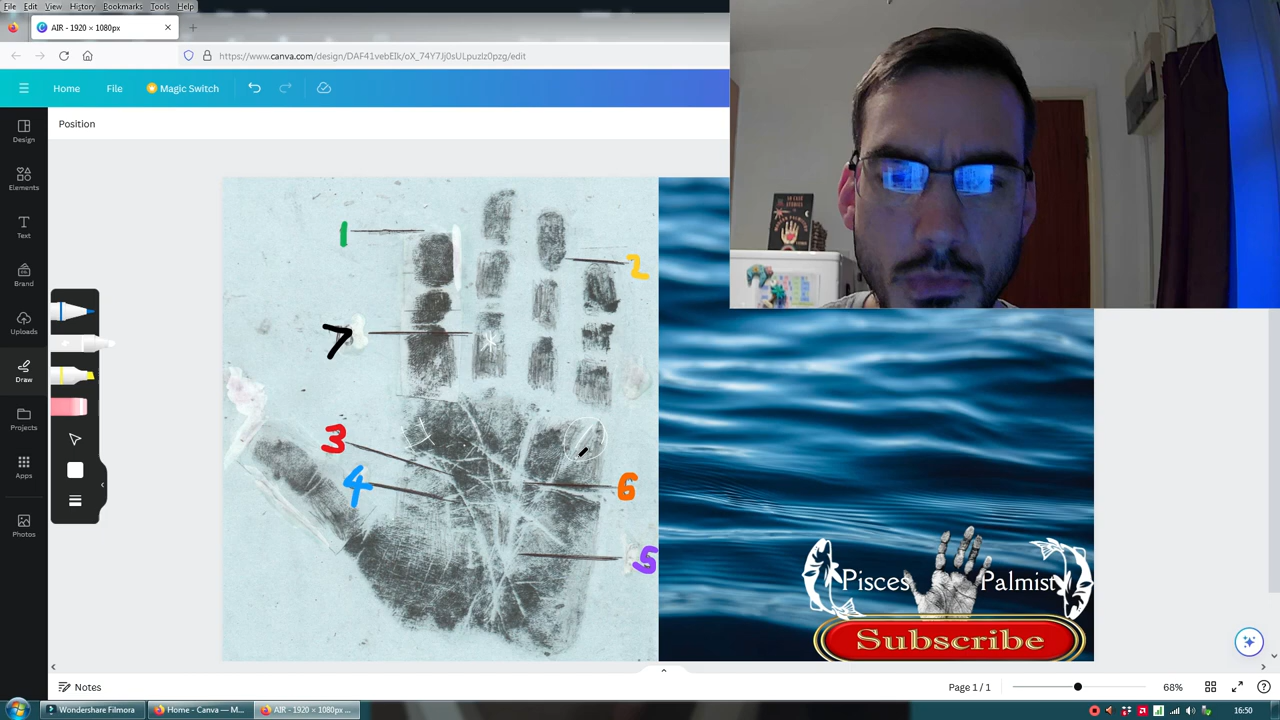 File Edit View History Bookmarks Tools Help
AIR - 1920 × 1080px
https://www.canva.com/design/DAF41vebEIk/oX_74Y7Jj0sULpuzIz0pzg/edit
Home File Magic Switch
Position
Design
Elements
Text
Brand
Uploads
Draw
Projects
Apps
Photos
1
2
7
3
4
6
5
Pisces Palmist
Subscribe
Notes
Page 1 / 1
68%
Wondershare Filmora
Home - Canva — M...
AIR - 1920 × 1080px ...
16:50